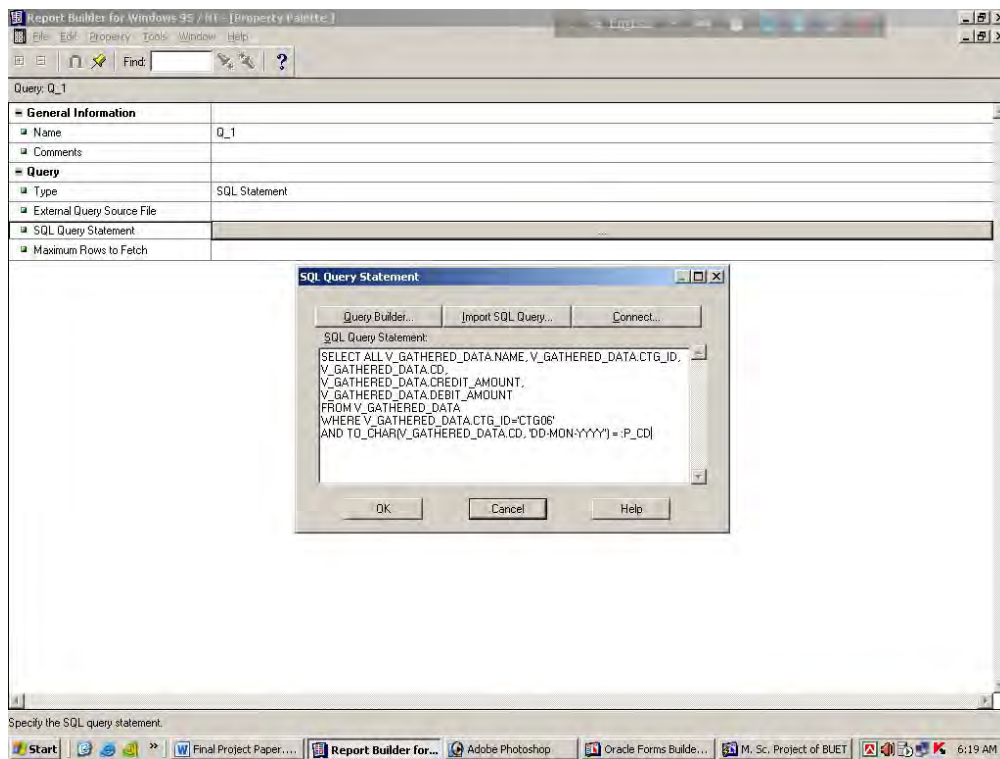 Report Builder for Windows 95 / NT - [Property Palette]
File Edit Property Tools Window Help
Find:
Query: Q_1
General Information
Name Q_1
Comments
Query
Type SQL Statement
External Query Source File
SQL Query Statement ...
Maximum Rows to Fetch
SQL Query Statement
Query Builder... Import SQL Query... Connect...
SQL Query Statement:
SELECT ALL V_GATHERED_DATA.NAME, V_GATHERED_DATA.CTG_ID,
V_GATHERED_DATA.CD,
V_GATHERED_DATA.CREDIT_AMOUNT,
V_GATHERED_DATA.DEBIT_AMOUNT
FROM V_GATHERED_DATA
WHERE V_GATHERED_DATA.CTG_ID='CTG06'
AND TO_CHAR(V_GATHERED_DATA.CD, 'DD-MON-YYYY') = :P_CD
OK Cancel Help
Specify the SQL query statement.
Start » Final Project Paper.... Report Builder for... Adobe Photoshop Oracle Forms Builde... M. Sc. Project of BUET 6:19 AM